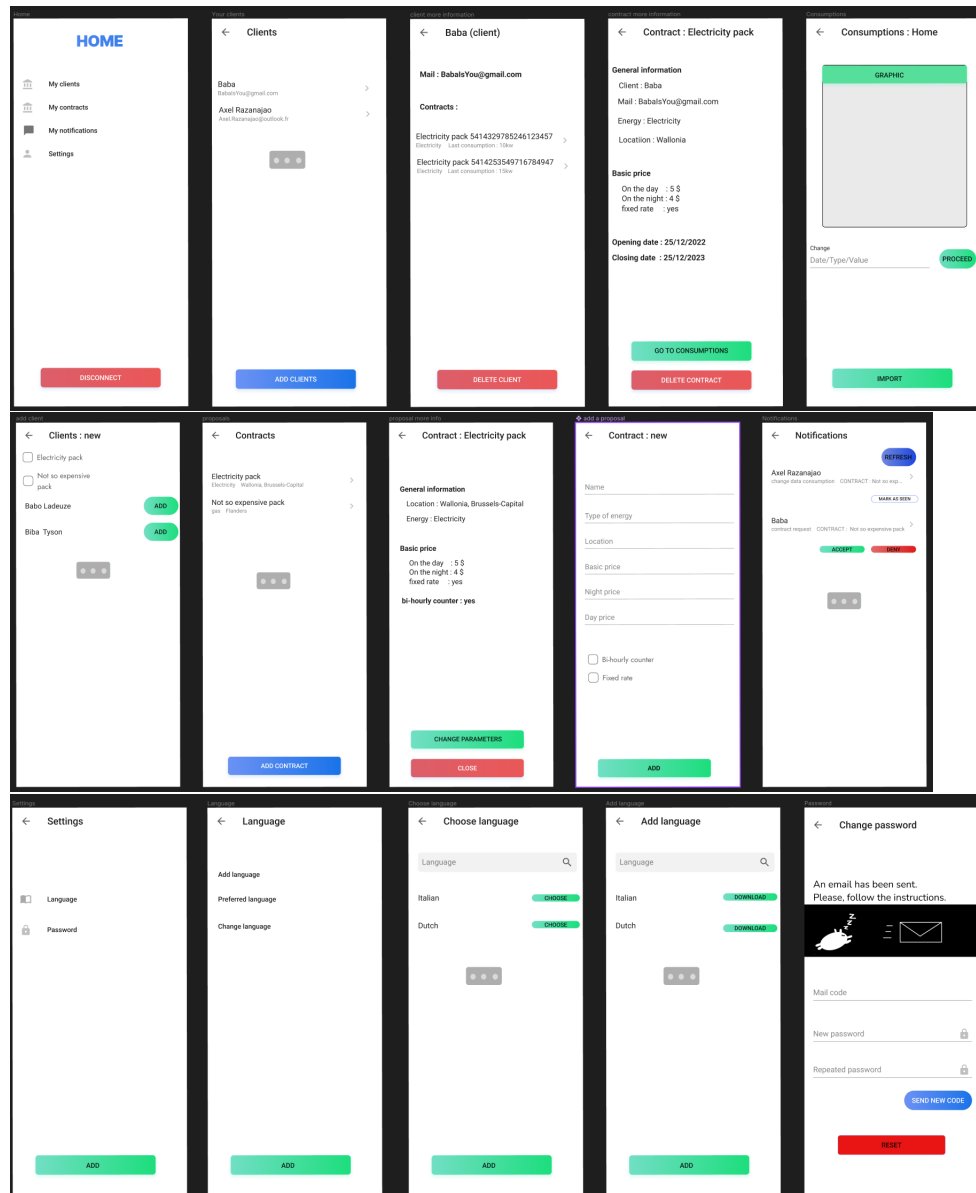 Home
HOME
My clients
My contracts
My notifications
Settings
DISCONNECT
Your clients
Clients
Baba
BabaIsYou@gmail.com
Axel Razanajao
Axel.Razanajao@outlook.fr
ADD CLIENTS
client more information
Baba (client)
Mail : BabaIsYou@gmail.com
Contracts :
Electricity pack 5414329785246123457
Electricity Last consumption : 10kw
Electricity pack 5414253549716784947
Electricity Last consumption : 15kw
DELETE CLIENT
contract more information
Contract : Electricity pack
General information
Client : Baba
Mail : BabaIsYou@gmail.com
Energy : Electricity
Locatiion : Wallonia
Basic price
On the day : 5 $
On the night : 4 $
fixed rate : yes
Opening date : 25/12/2022
Closing date : 25/12/2023
GO TO CONSUMPTIONS
DELETE CONTRACT
Consumptions
Consumptions : Home
GRAPHIC
Change
Date/Type/Value
PROCEED
IMPORT
add client
Clients : new
Electricity pack
Not so expensive
pack
Babo Ladeuze
ADD
Biba Tyson
ADD
proposals
Contracts
Electricity pack
Electricity Wallonia, Brussels-Capital
Not so expensive pack
gas Flanders
ADD CONTRACT
proposal more info
Contract : Electricity pack
General information
Location : Wallonia, Brussels-Capital
Energy : Electricity
Basic price
On the day : 5 $
On the night : 4 $
fixed rate : yes
bi-hourly counter : yes
CHANGE PARAMETERS
CLOSE
add a proposal
Contract : new
Name
Type of energy
Location
Basic price
Night price
Day price
Bi-hourly counter
Fixed rate
ADD
Notifications
Notifications
REFRESH
Axel Razanajao
change data consumption CONTRACT : Not so exp...
MARK AS SEEN
Baba
contract request CONTRACT : Not so expensive pack
ACCEPT
DENY
Settings
Settings
Language
Password
ADD
Language
Language
Add language
Preferred language
Change language
ADD
Choose language
Choose language
Language
Italian
CHOOSE
Dutch
CHOOSE
ADD
Add language
Add language
Language
Italian
DOWNLOAD
Dutch
DOWNLOAD
ADD
Password
Change password
An email has been sent.
Please, follow the instructions.
z z z
Mail code
New password
Repeated password
SEND NEW CODE
RESET